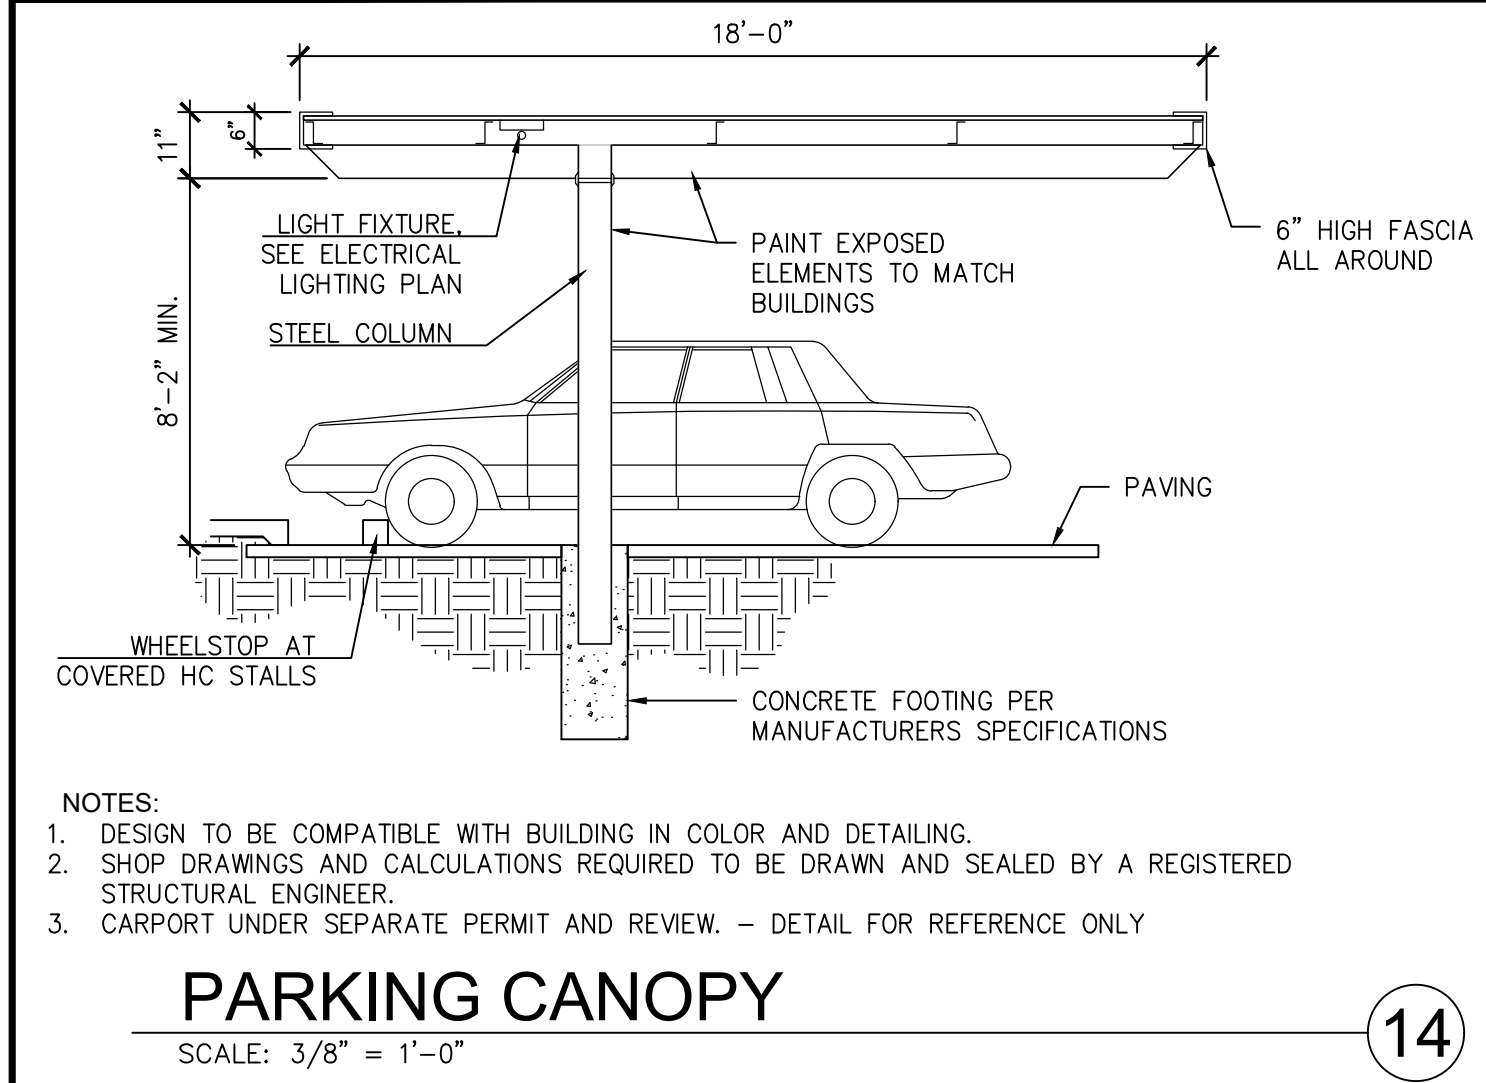 18'-0"
11"
6"
LIGHT FIXTURE,
SEE ELECTRICAL
LIGHTING PLAN
PAINT EXPOSED
ELEMENTS TO MATCH
BUILDINGS
6" HIGH FASCIA
ALL AROUND
8'-2" MIN.
STEEL COLUMN
PAVING
WHEELSTOP AT
COVERED HC STALLS
CONCRETE FOOTING PER
MANUFACTURERS SPECIFICATIONS
NOTES:
1. DESIGN TO BE COMPATIBLE WITH BUILDING IN COLOR AND DETAILING.
2. SHOP DRAWINGS AND CALCULATIONS REQUIRED TO BE DRAWN AND SEALED BY A REGISTERED
STRUCTURAL ENGINEER.
3. CARPORT UNDER SEPARATE PERMIT AND REVIEW. – DETAIL FOR REFERENCE ONLY
PARKING CANOPY
14
SCALE: 3/8" = 1'-0"